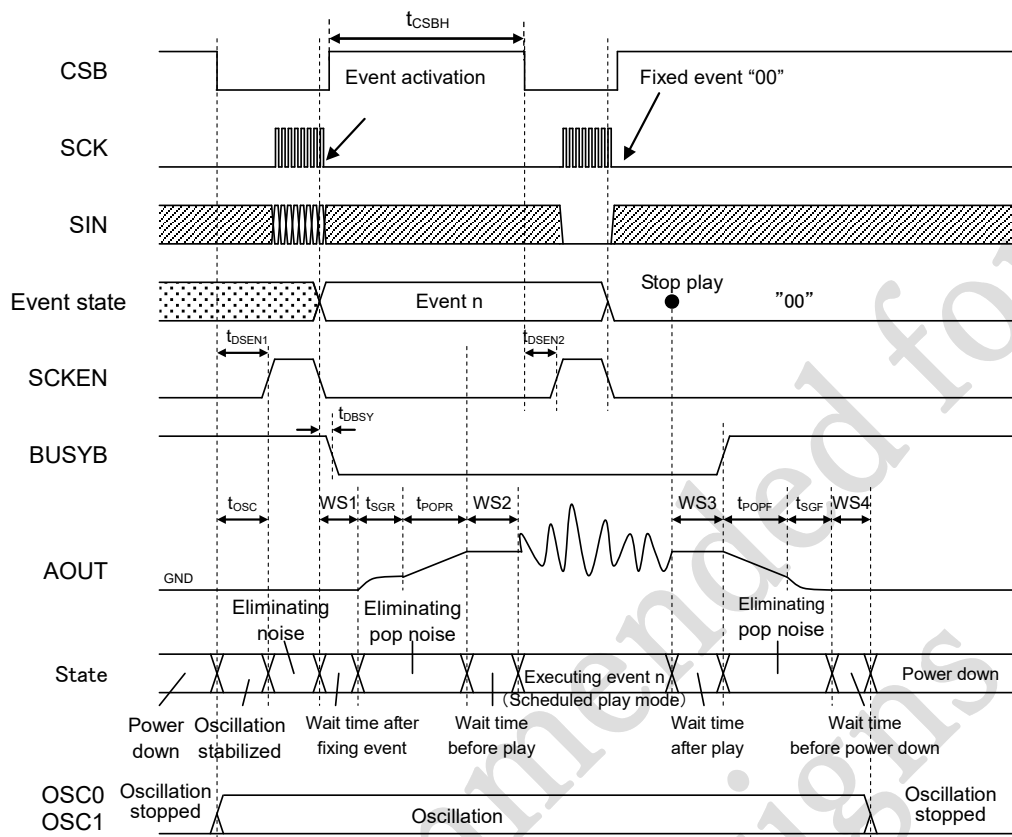 tCSBH
CSB
Event activation
Fixed event “00”
SCK
SIN
Event state
Event n
Stop play
”00”
tDSEN1
tDSEN2
SCKEN
tDBSY
BUSYB
tOSC
WS1
tSGR
tPOPR
WS2
WS3
tPOPF
tSGF
WS4
AOUT
GND
Eliminating
noise
Eliminating
pop noise
Eliminating
pop noise
State
Executing event n
(Scheduled play mode)
Power down
Power
down
Oscillation
stabilized
Wait time after
fixing event
Wait time
before play
Wait time
after play
Wait time
before power down
OSC0
OSC1
Oscillation
stopped
Oscillation
Oscillation
stopped